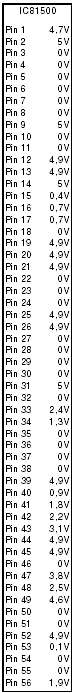 IC81500
Pin 1 4,7V
Pin 2 5V
Pin 3 0V
Pin 4 0V
Pin 5 0V
Pin 6 0V
Pin 7 0V
Pin 8 0V
Pin 9 5V
Pin 10 0V
Pin 11 0V
Pin 12 4,9V
Pin 13 4,9V
Pin 14 5V
Pin 15 0,4V
Pin 16 0,7V
Pin 17 0,7V
Pin 18 0V
Pin 19 4,9V
Pin 20 4,9V
Pin 21 4,9V
Pin 22 0V
Pin 23 0V
Pin 24 0V
Pin 25 4,9V
Pin 26 4,9V
Pin 27 0V
Pin 28 0V
Pin 29 0V
Pin 30 0V
Pin 31 5V
Pin 32 0V
Pin 33 2,4V
Pin 34 1,3V
Pin 35 0V
Pin 36 0V
Pin 37 0V
Pin 38 0V
Pin 39 4,9V
Pin 40 0,9V
Pin 41 1,8V
Pin 42 2,2V
Pin 43 3,1V
Pin 44 4,9V
Pin 45 4,9V
Pin 46 0V
Pin 47 3,8V
Pin 48 2,5V
Pin 49 4,6V
Pin 50 0V
Pin 51 0V
Pin 52 4,9V
Pin 53 0,1V
Pin 54 0V
Pin 55 0V
Pin 56 1,9V